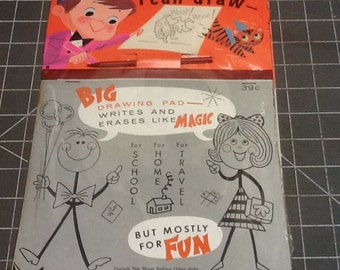 I can draw—
WOOF!
39¢
BIG
DRAWING PAD—
WRITES AND
ERASES LIKE MAGIC
For SCHOOL
For HOME
For TRAVEL
BUT MOSTLY
FOR FUN